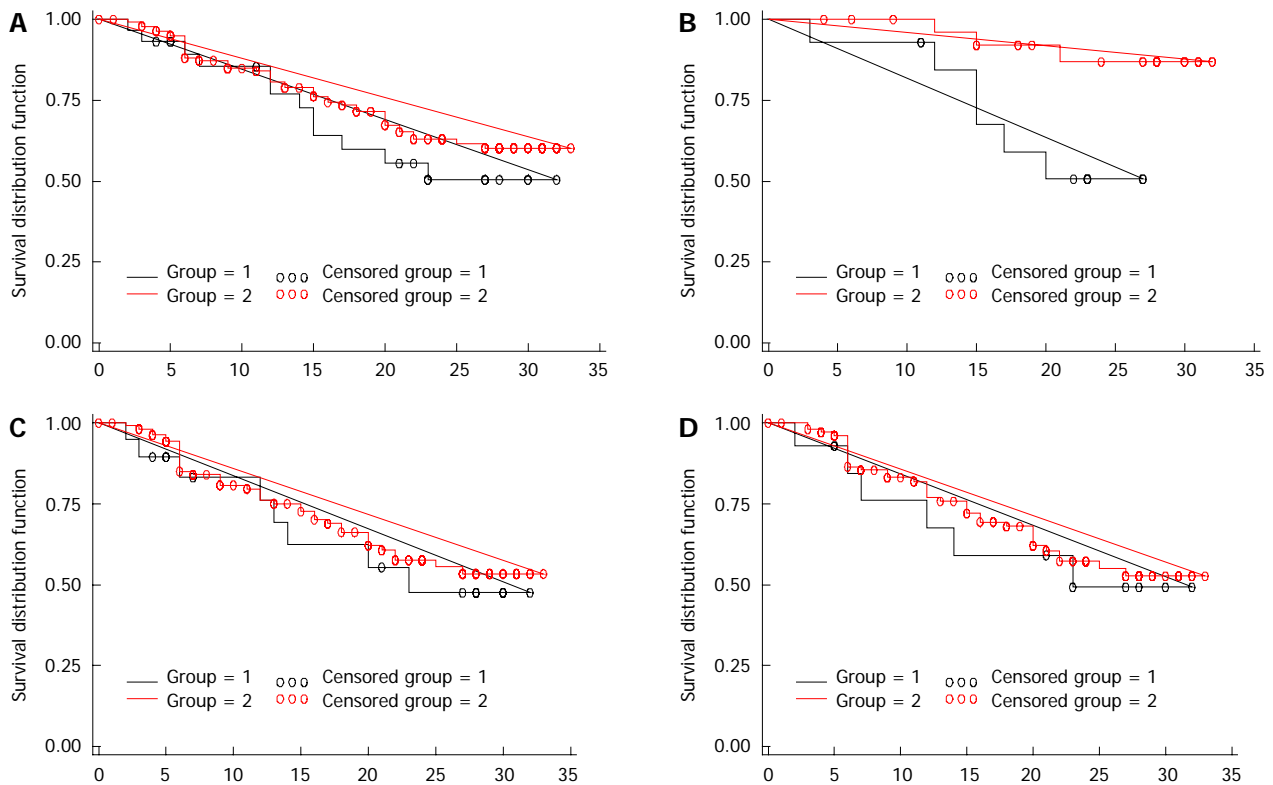 A
Survival distribution function
1.00
0.75
0.50
0.25
0.00
Group = 1 Censored group = 1
Group = 2 Censored group = 2
0 5 10 15 20 25 30 35
B
Survival distribution function
1.00
0.75
0.50
0.25
0.00
Group = 1 Censored group = 1
Group = 2 Censored group = 2
0 5 10 15 20 25 30 35
C
Survival distribution function
1.00
0.75
0.50
0.25
0.00
Group = 1 Censored group = 1
Group = 2 Censored group = 2
0 5 10 15 20 25 30 35
D
Survival distribution function
1.00
0.75
0.50
0.25
0.00
Group = 1 Censored group = 1
Group = 2 Censored group = 2
0 5 10 15 20 25 30 35